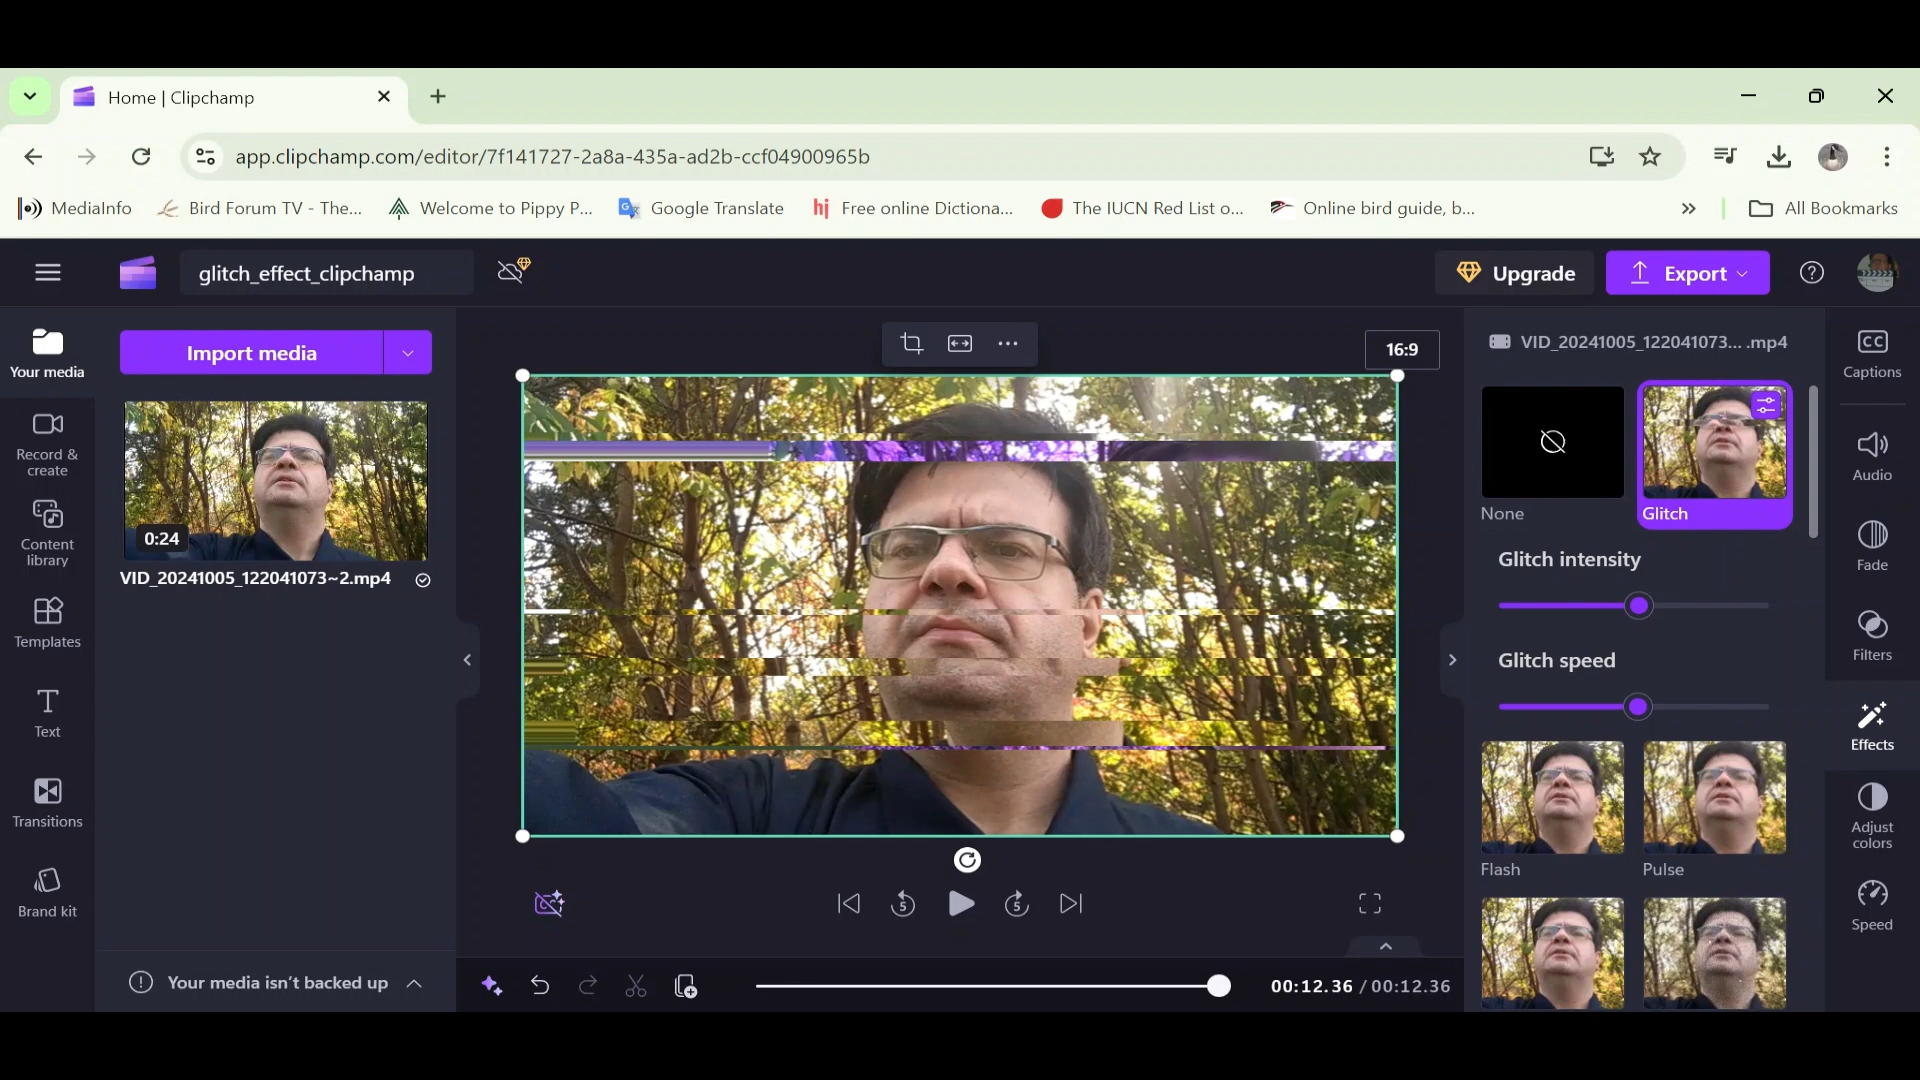 Home | Clipchamp
app.clipchamp.com/editor/7f141727-2a8a-435a-ad2b-ccf04900965b
MediaInfo
Bird Forum TV - The...
Welcome to Pippy P...
Google Translate
hj Free online Dictiona...
The IUCN Red List o...
Online bird guide, b...
All Bookmarks
glitch_effect_clipchamp
Upgrade
Export
Your media
Record & create
Content library
Templates
Text
Transitions
Brand kit
Import media
0:24
VID_20241005_122041073~2.mp4
Your media isn't backed up
16:9
5
5
00:12.36 / 00:12.36
VID_20241005_122041073... .mp4
None
Glitch
Glitch intensity
Glitch speed
Flash
Pulse
CC
Captions
Audio
Fade
Filters
Effects
Adjust colors
Speed